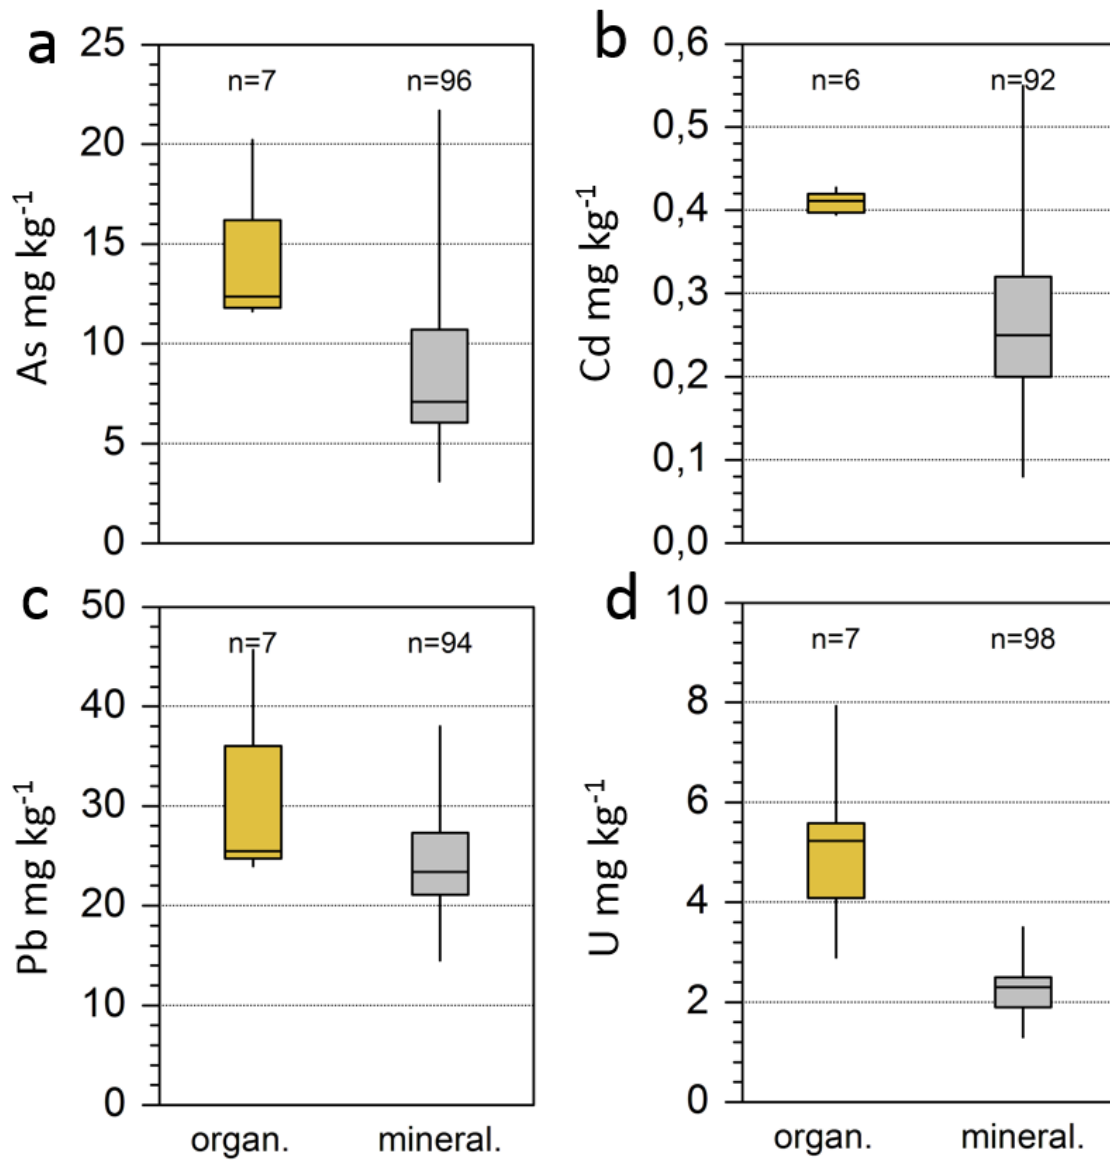 a
25
20
15
10
5
0
As mg kg-1
n=7
n=96
b
0,6
0,5
0,4
0,3
0,2
0,1
0,0
Cd mg kg-1
n=6
n=92
c
50
40
30
20
10
0
Pb mg kg-1
n=7
n=94
organ.
mineral.
d
10
8
6
4
2
0
U mg kg-1
n=7
n=98
organ.
mineral.